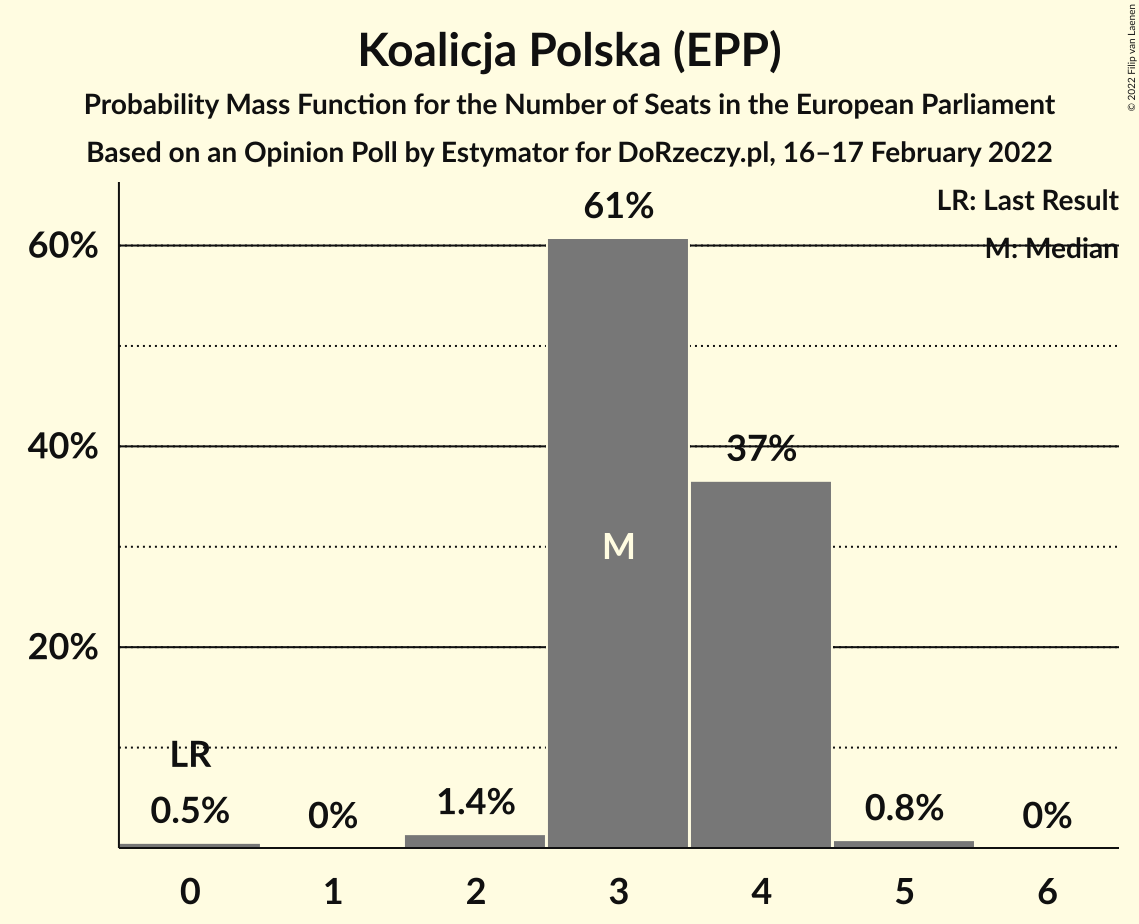 Koalicja Polska (EPP)
Probability Mass Function for the Number of Seats in the European Parliament
Based on an Opinion Poll by Estymator for DoRzeczy.pl, 16–17 February 2022
© 2022 Filip van Laenen
LR: Last Result
M: Median
61%
60%
40%
37%
M
20%
LR
0.5%
0%
1.4%
0.8%
0%
0
1
2
3
4
5
6